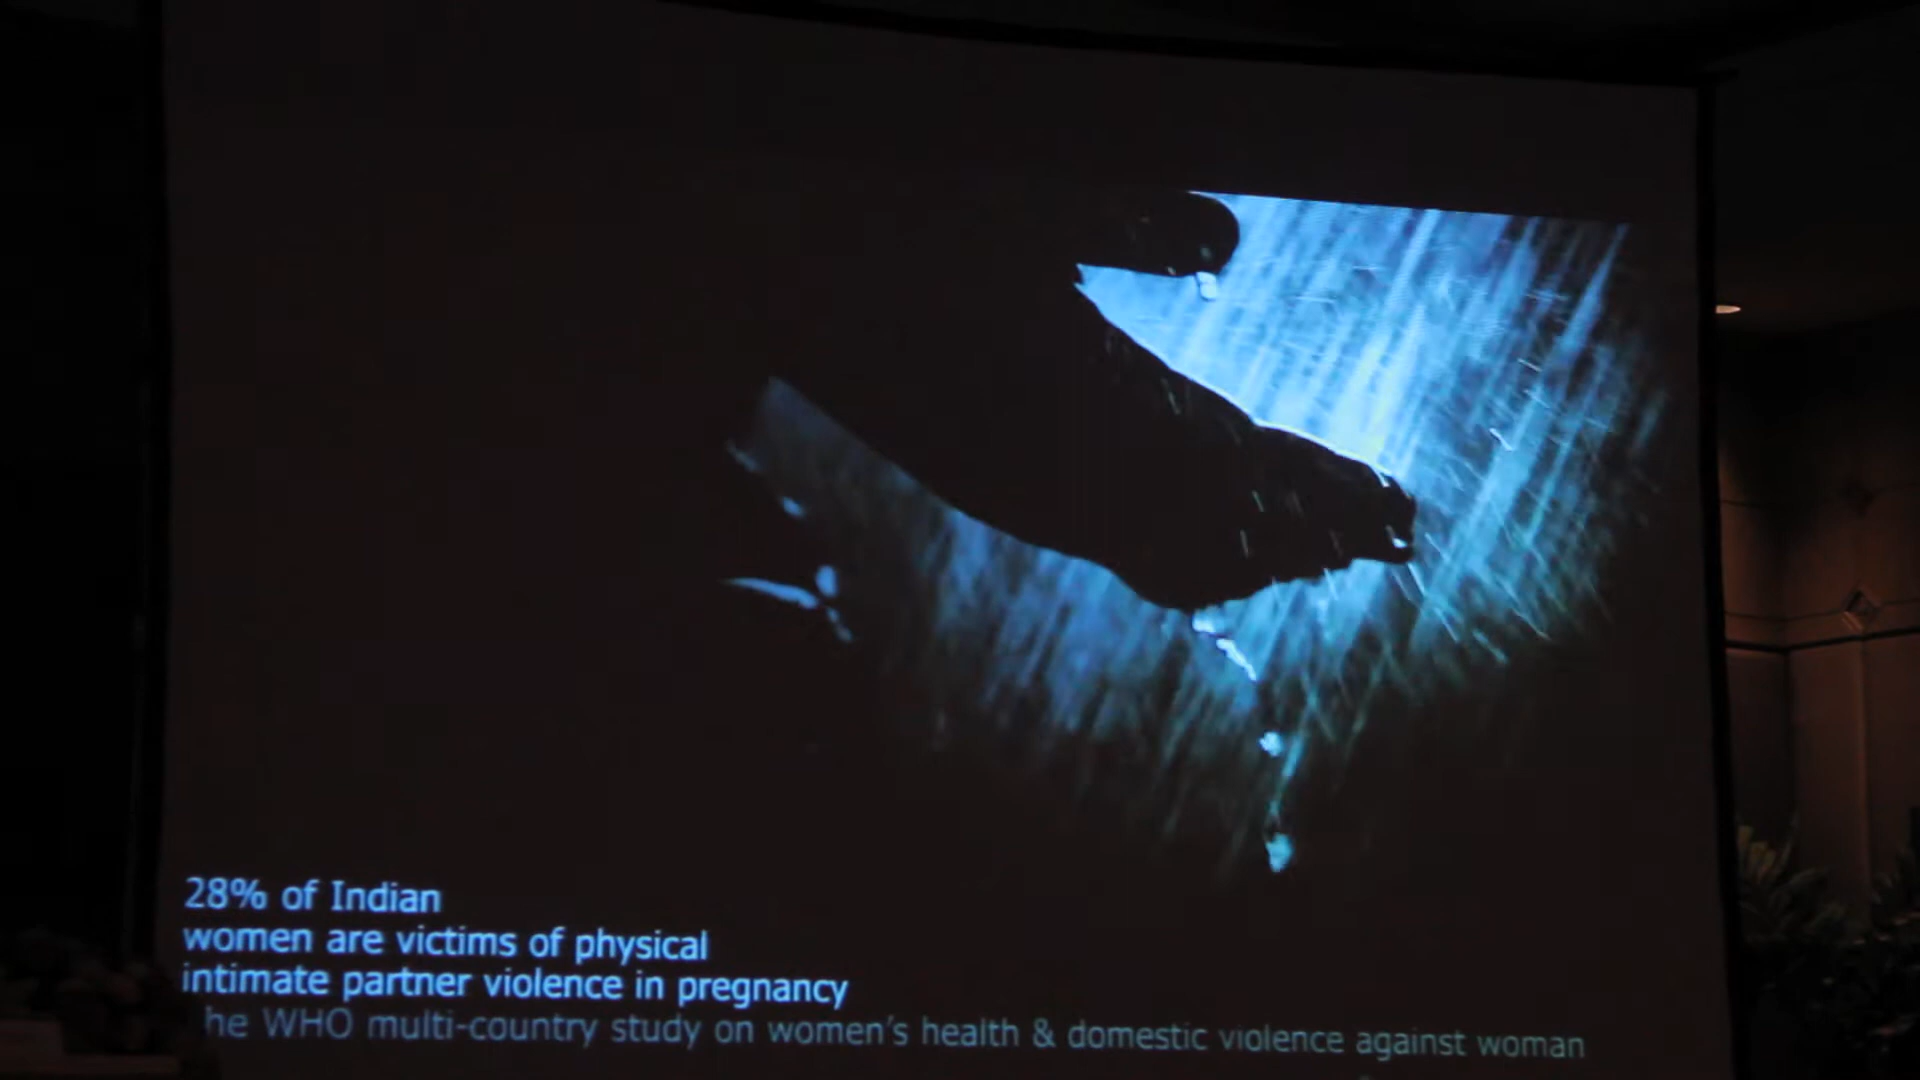 28% of Indian
women are victims of physical
intimate partner violence in pregnancy
he WHO multi-country study on women's health & domestic violence against woman